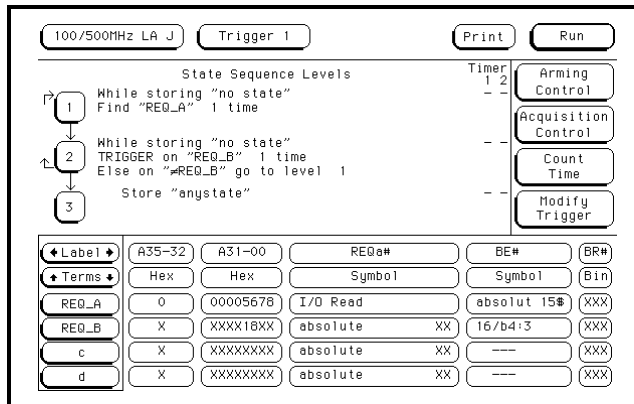 100/500MHz LA J Trigger 1 Print Run
State Sequence Levels
Timer
1 2
While storing "no state" - -
1 Find "REQ_A" 1 time
While storing "no state" - -
2 TRIGGER on "REQ_B" 1 time
Else on "≠REQ_B" go to level 1
Store "anystate" - -
3
Arming
Control
Acquisition
Control
Count
Time
Modify
Trigger
Label A35-32 A31-00 REQa# BE# BR#
Terms Hex Hex Symbol Symbol Bin
REQ_A 0 00005678 I/O Read absolut 15$ XXX
REQ_B X XXXX18XX absolute XX 16/b4:3 XXX
c X XXXXXXXX absolute XX --- XXX
d X XXXXXXXX absolute XX --- XXX